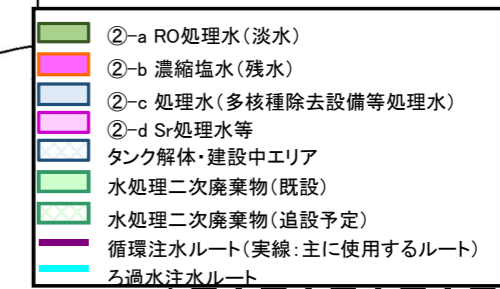 ②-a RO処理水(淡水)
②-b 濃縮塩水(残水)
②-c 処理水(多核種除去設備等処理水)
②-d Sr処理水等
タンク解体・建設中エリア
水処理二次廃棄物(既設)
水処理二次廃棄物(追設予定)
循環注水ルート(実線:主に使用するルート)
ろ過水注水ルート